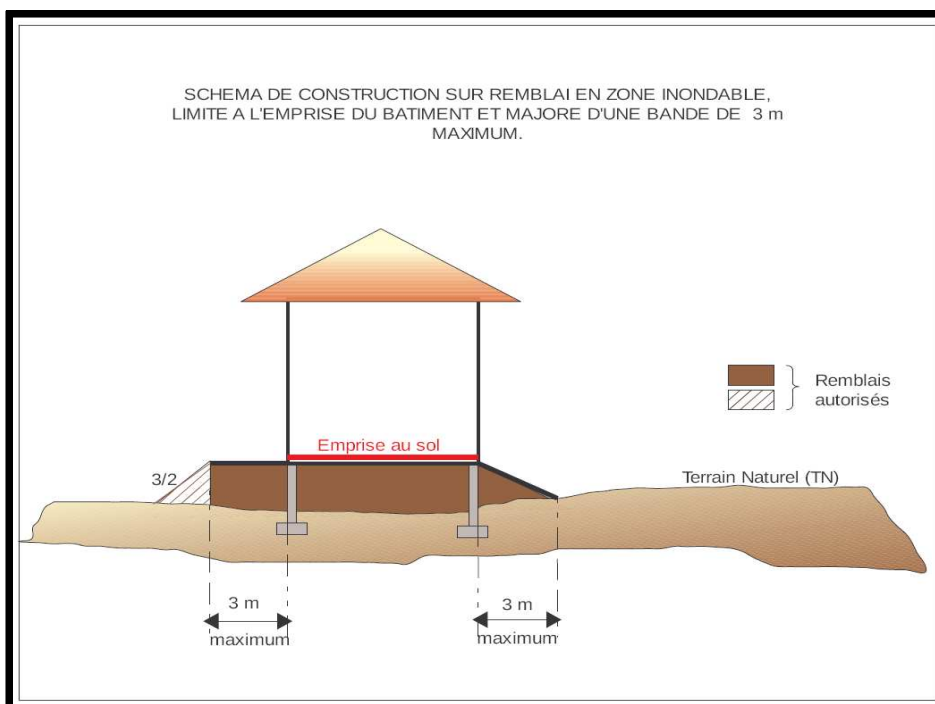 SCHEMA DE CONSTRUCTION SUR REMBLAI EN ZONE INONDABLE,
LIMITE A L'EMPRISE DU BATIMENT ET MAJORE D'UNE BANDE DE 3 m
MAXIMUM.
Remblais
autorisés
Emprise au sol
3/2
Terrain Naturel (TN)
3 m
maximum
3 m
maximum